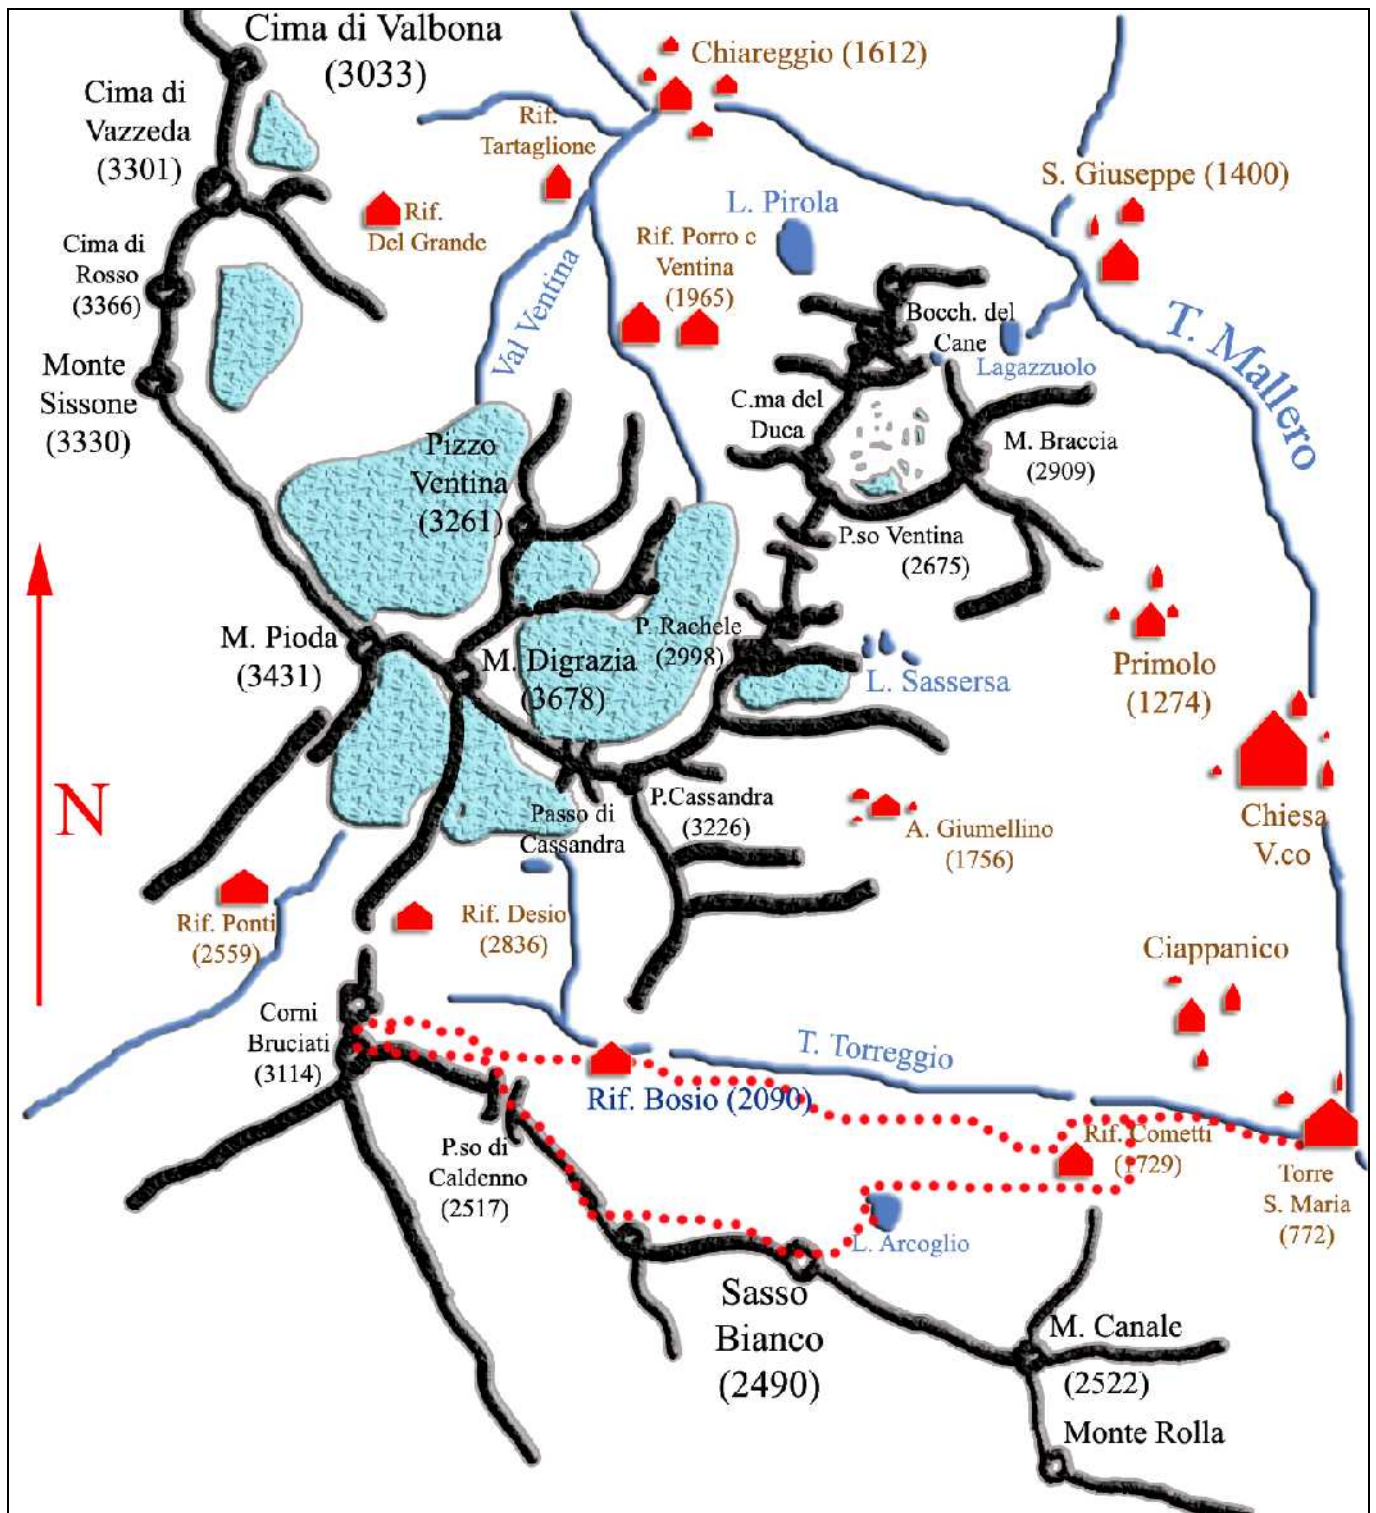 Cima di Valbona
(3033)
Chiareggio (1612)
Cima di
Vazzeda
(3301)
Rif.
Tartaglione
S. Giuseppe (1400)
L. Pirola
Rif.
Del Grande
Rif. Porro e
Ventina
(1965)
Cima di
Rosso
(3366)
Val Ventina
Bocch. del
Cane
T. Mallero
Lagazzuolo
Monte
Sissone
(3330)
C.ma del
Duca
Pizzo
Ventina
(3261)
M. Braccia
(2909)
P.so Ventina
(2675)
M. Pioda
(3431)
P. Rachele
(2998)
M. Digrazia
(3678)
L. Sassersa
Primolo
(1274)
N
Passo di
Cassandra
P.Cassandra
(3226)
A. Giumellino
(1756)
Chiesa
V.co
Rif. Ponti
(2559)
Rif. Desio
(2836)
Ciappanico
Corni
Bruciati
(3114)
T. Torreggio
Rif. Bosio (2090)
P.so di
Caldenno
(2517)
Rif. Cometti
(1729)
Torre
S. Maria
(772)
L. Arcoglio
Sasso
Bianco
(2490)
M. Canale
(2522)
Monte Rolla